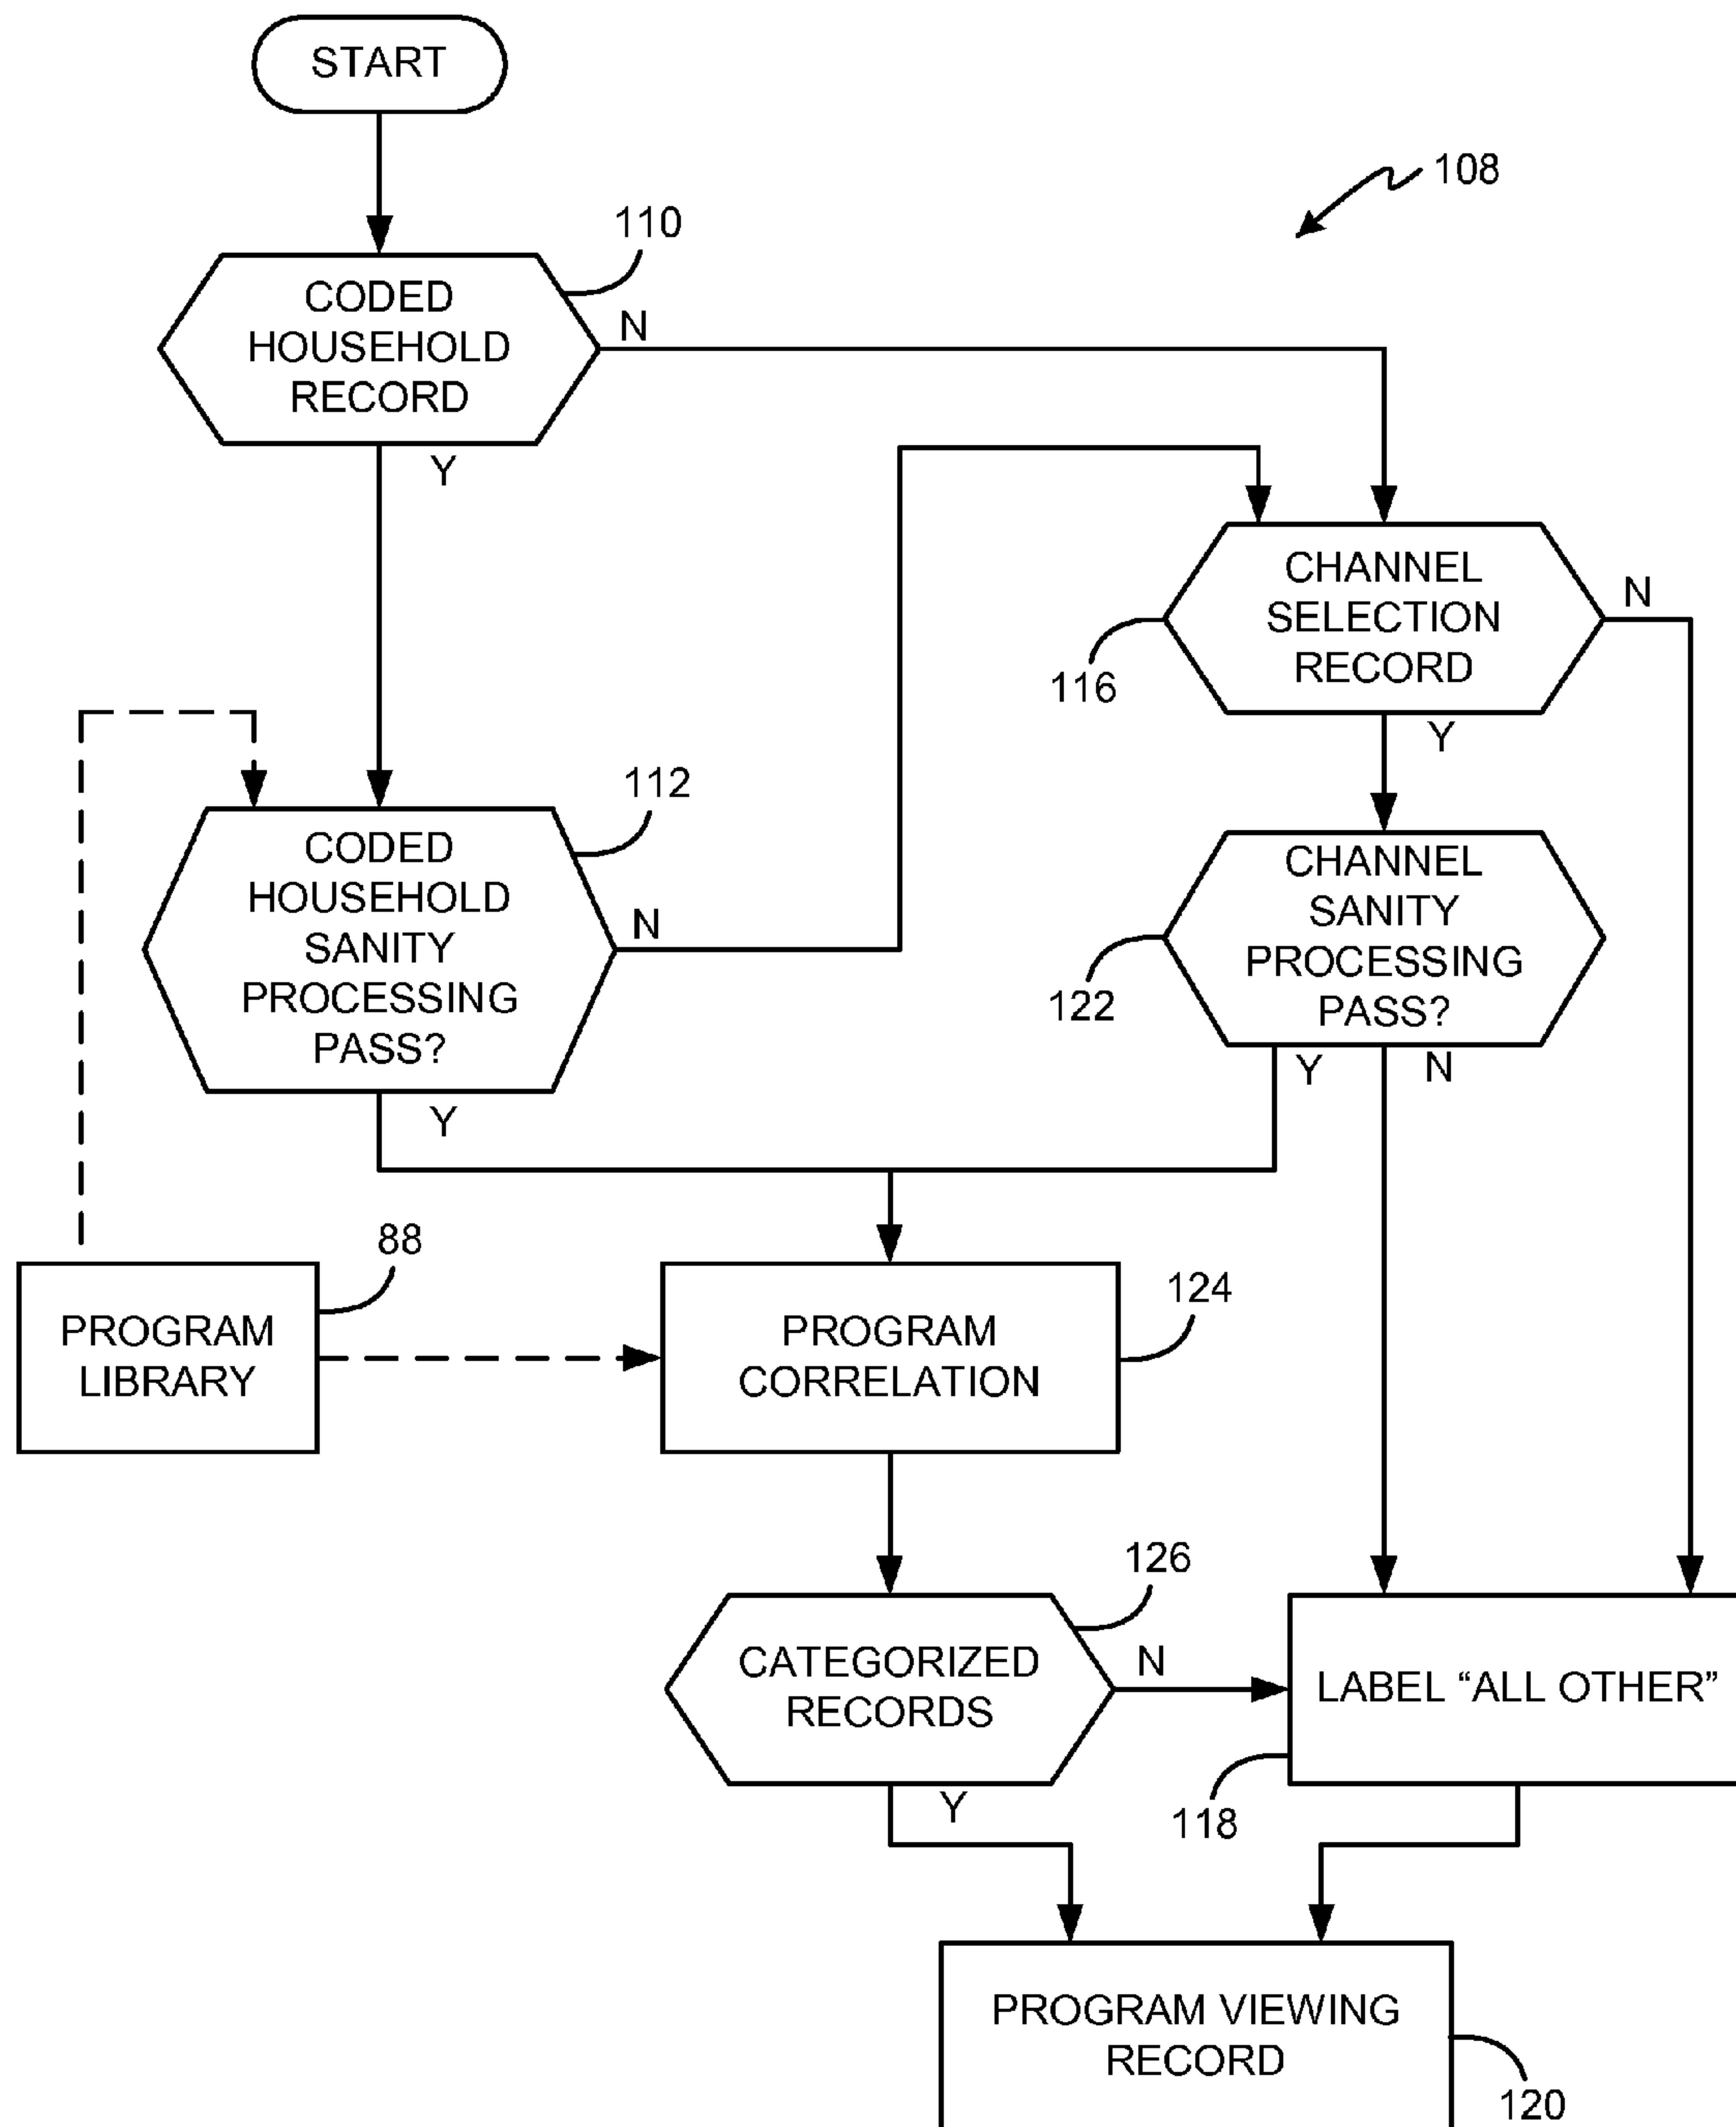 START
108
110
CODED
HOUSEHOLD
RECORD
N
Y
CHANNEL
SELECTION
RECORD
N
116
Y
112
CODED
HOUSEHOLD
SANITY
PROCESSING
PASS?
N
Y
CHANNEL
SANITY
PROCESSING
PASS?
122
Y
N
88
PROGRAM
LIBRARY
124
PROGRAM
CORRELATION
126
CATEGORIZED
RECORDS
N
Y
LABEL “ALL OTHER”
118
PROGRAM VIEWING
RECORD
120